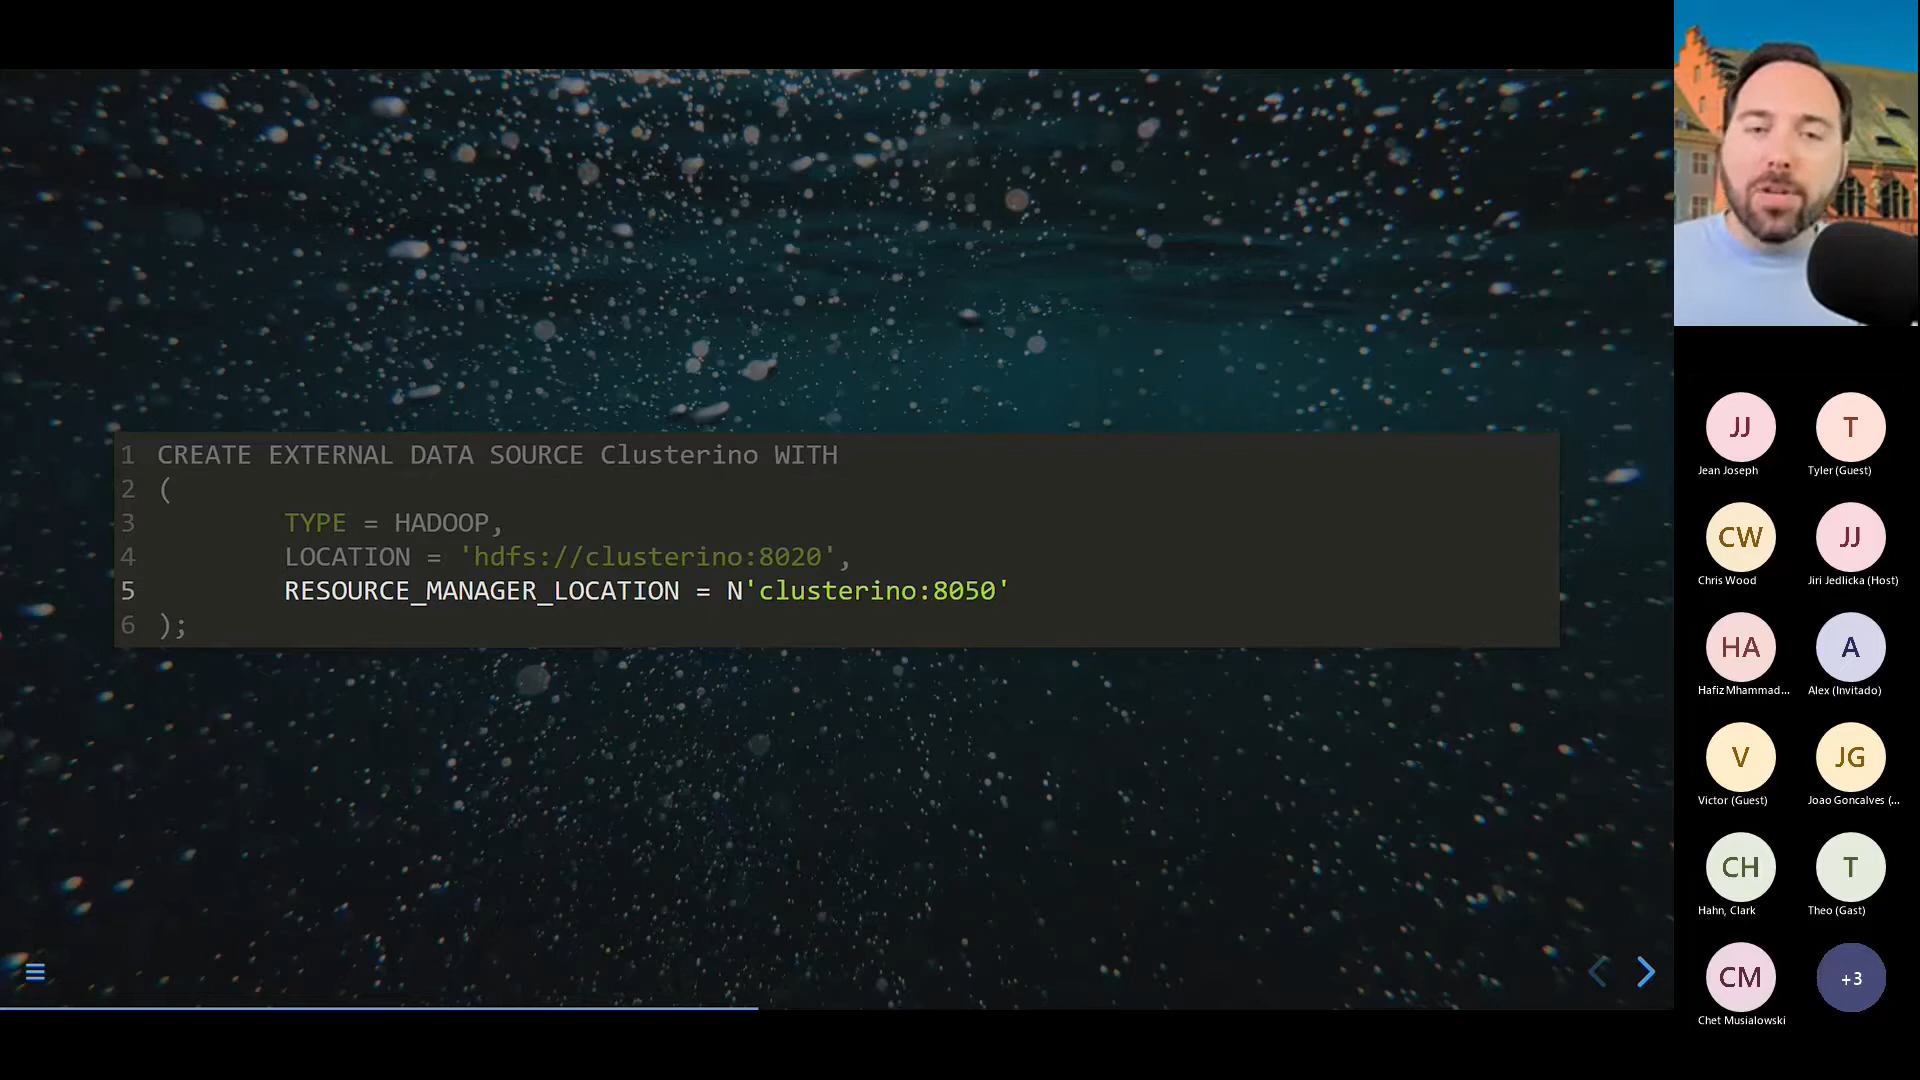 1 CREATE EXTERNAL DATA SOURCE Clusterino WITH
2 (
3 TYPE = HADOOP,
4 LOCATION = 'hdfs://clusterino:8020',
5 RESOURCE_MANAGER_LOCATION = N'clusterino:8050'
6 );
JJ
Jean Joseph
T
Tyler (Guest)
CW
Chris Wood
JJ
Jiri Jedlicka (Host)
HA
Hafiz Mhammad...
A
Alex (Invitado)
V
Victor (Guest)
JG
Joao Goncalves (...
CH
Hahn, Clark
T
Theo (Gast)
CM
Chet Musialowski
+3